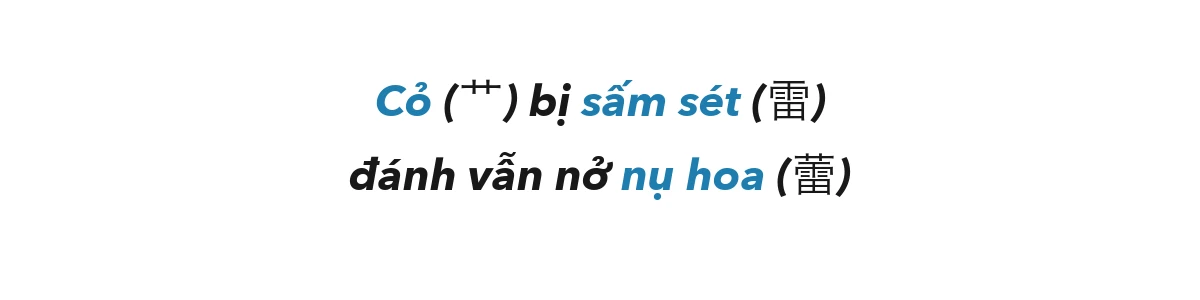 Cỏ (艹) bị sấm sét (雷)
đánh vẫn nở nụ hoa (蕾)